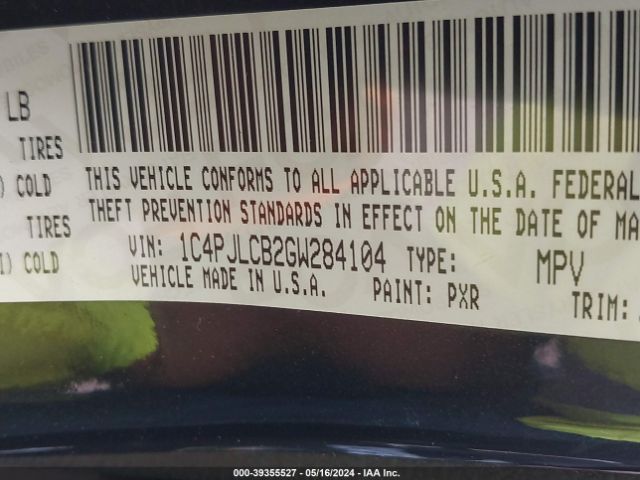 LB
TIRES
) COLD
TIRES
I) COLD
THIS VEHICLE CONFORMS TO ALL APPLICABLE U.S.A. FEDERAL
THEFT PREVENTION STANDARDS IN EFFECT ON THE DATE OF MA
VIN: 1C4PJLCB2GW284104 TYPE: MPV
VEHICLE MADE IN U.S.A. PAINT: PXR TRIM:
000-39355527 - 05/16/2024 - IAA Inc.